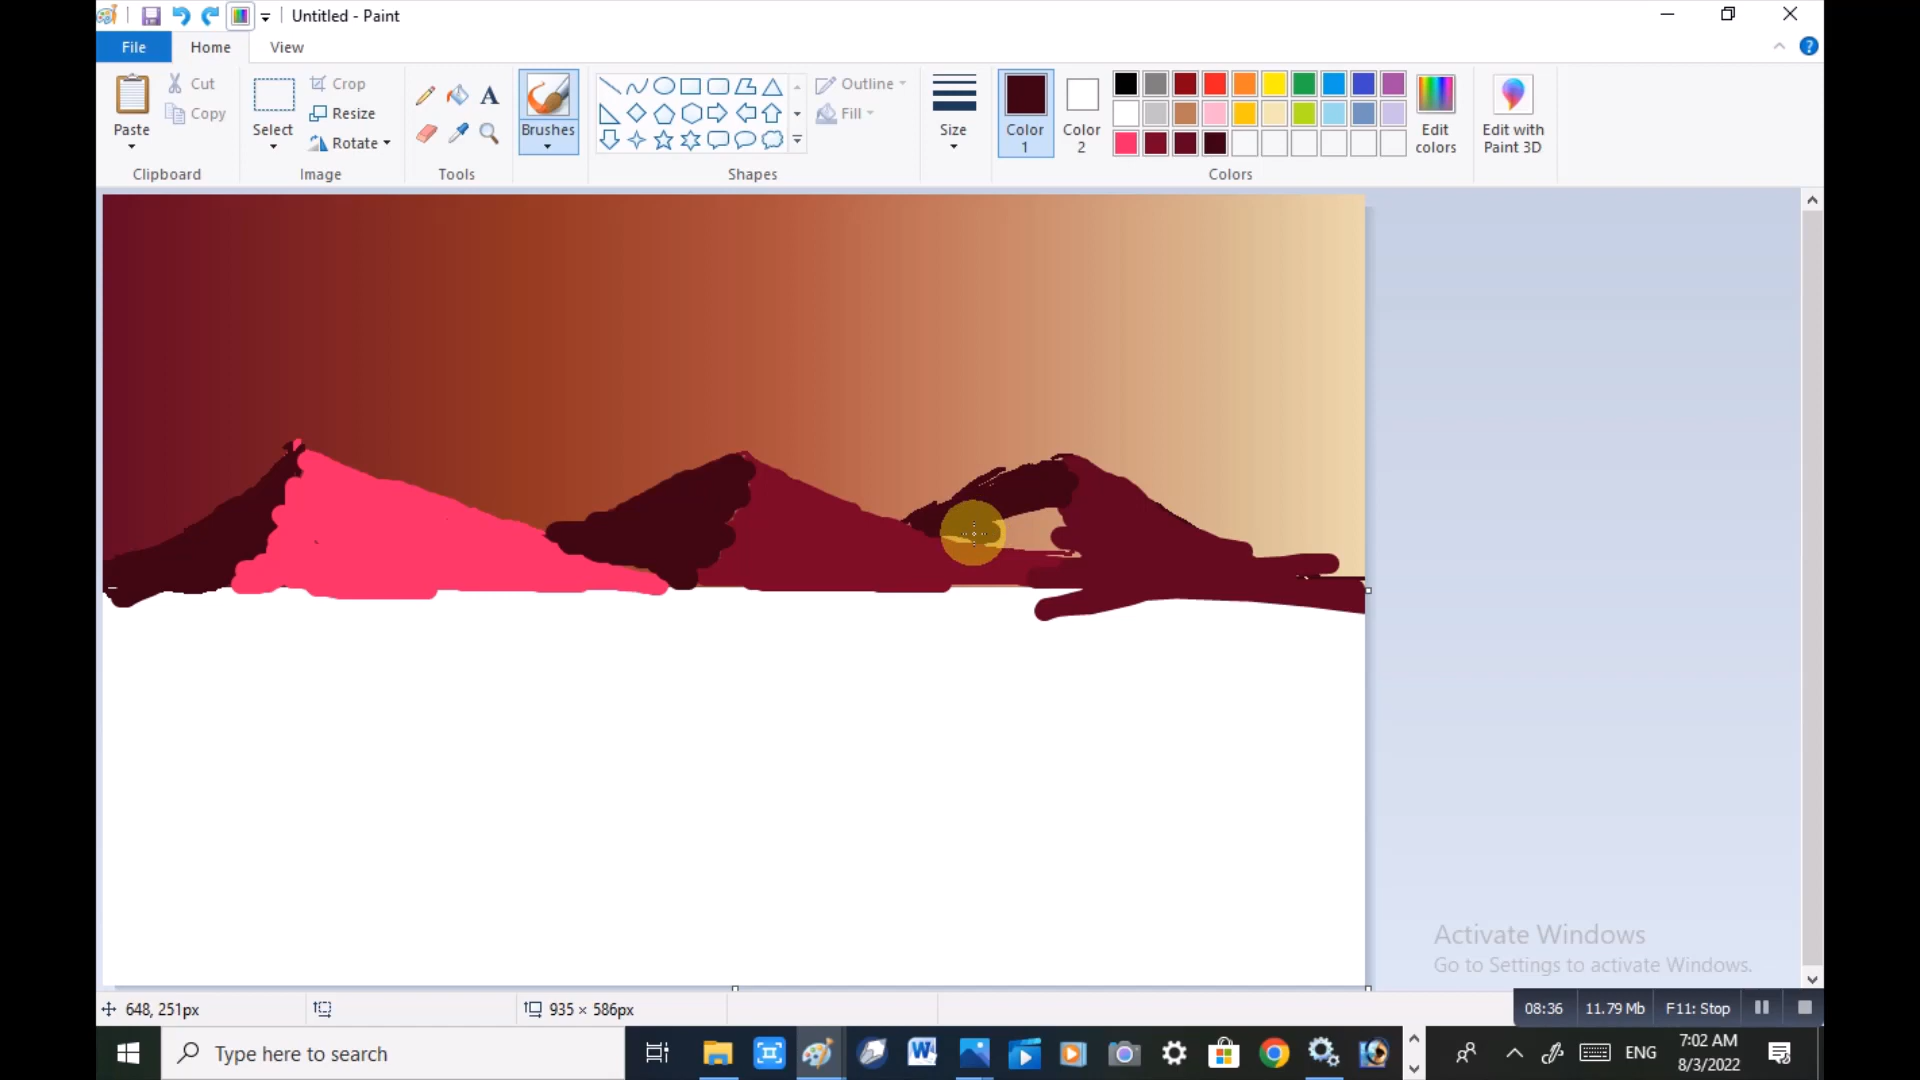 Untitled - Paint
File Home View
Paste
Cut
Copy
Clipboard
Select
Crop
Resize
Rotate
Image
A
Tools
Brushes
Outline
Fill
Shapes
Size
Color 1
Color 2
Edit colors
Colors
Edit with Paint 3D
Activate Windows
Go to Settings to activate Windows.
648, 251px
935 × 586px
08:36 11.79 Mb F11: Stop
Type here to search
ENG
7:02 AM
8/3/2022